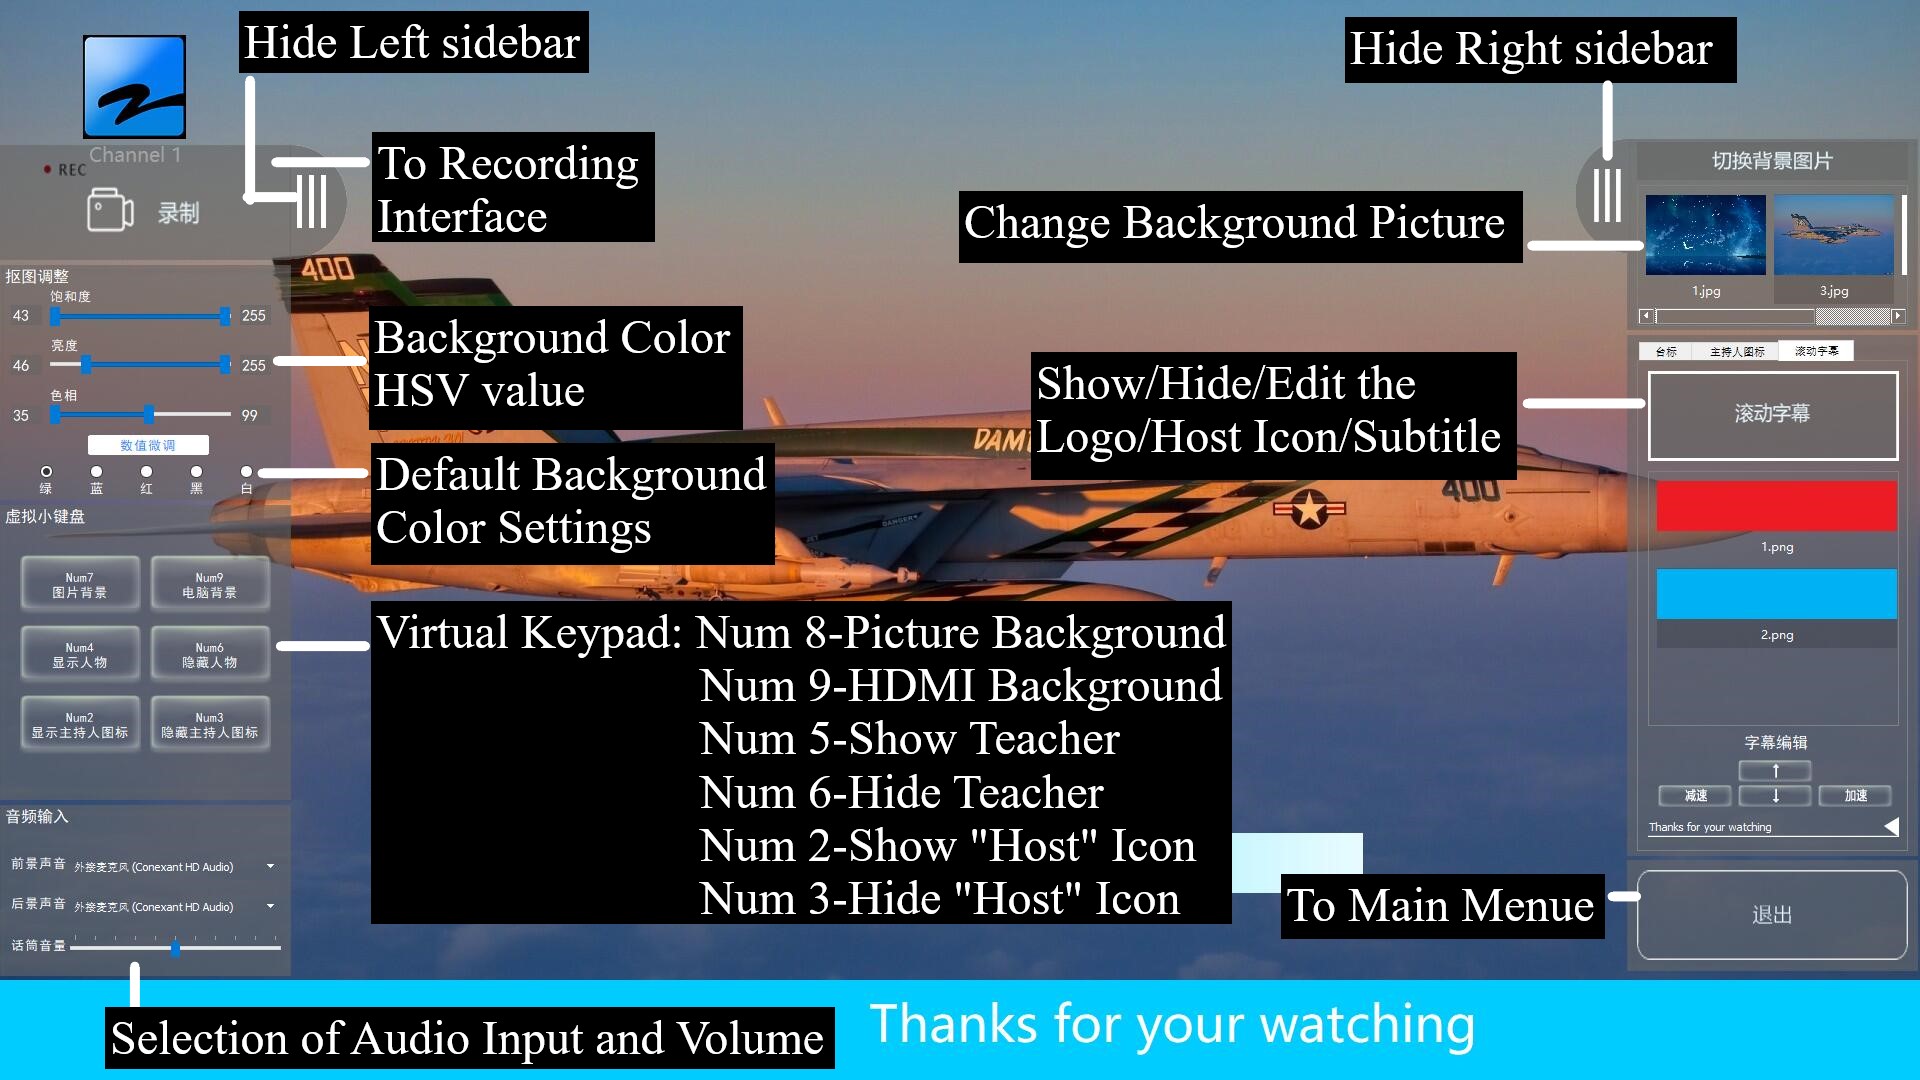 Hide Left sidebar
Hide Right sidebar
Channel 1
REC
录制
To Recording
Interface
切换背景图片
Change Background Picture
1.jpg
3.jpg
400
抠图调整
饱和度
43
255
亮度
46
255
色相
35
99
数值微调
绿
蓝
红
黑
白
Background Color
HSV value
Default Background
Color Settings
台标
主持人图标
滚动字幕
Show/Hide/Edit the
Logo/Host Icon/Subtitle
滚动字幕
DANGER
400
虚拟小键盘
Num7
图片背景
Num9
电脑背景
Num4
显示人物
Num6
隐藏人物
Num2
显示主持人图标
Num3
隐藏主持人图标
Virtual Keypad: Num 8-Picture Background
Num 9-HDMI Background
Num 5-Show Teacher
Num 6-Hide Teacher
Num 2-Show "Host" Icon
Num 3-Hide "Host" Icon
1.png
2.png
字幕编辑
↑
减速
↓
加速
Thanks for your watching
To Main Menue
退出
音频输入
前景声音
外接麦克风 (Conexant HD Audio)
后景声音
外接麦克风 (Conexant HD Audio)
话筒音量
Selection of Audio Input and Volume
Thanks for your watching